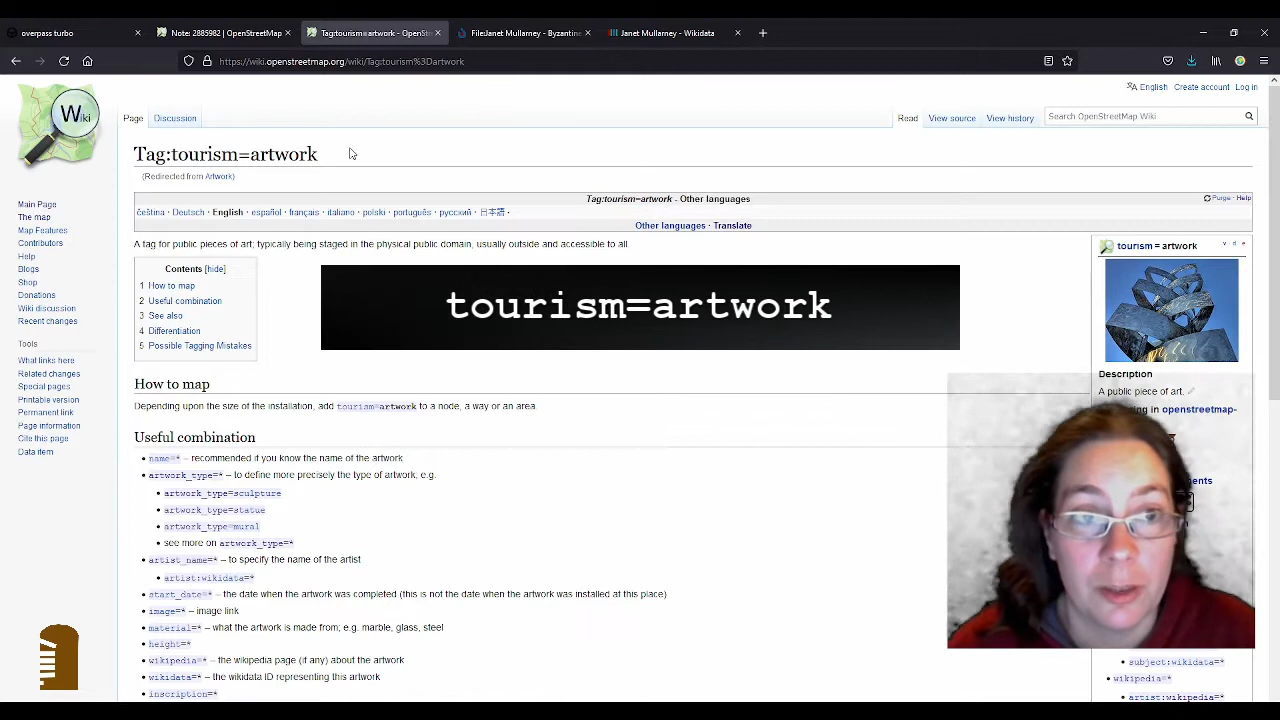 overpass turbo
Note: 2885982 | OpenStreetMap
Tag:tourism=artwork - OpenStre
File:Janet Mullarney - Byzantine
Janet Mullarney - Wikidata
https://wiki.openstreetmap.org/wiki/Tag:tourism%3Dartwork
Wiki
English Create account Log in
Page Discussion Read View source View history Search OpenStreetMap Wiki
Tag:tourism=artwork
(Redirected from Artwork)
Tag:tourism=artwork - Other languages
Purge · Help
čeština · Deutsch · English · español · français · italiano · polski · português · русский · 日本語 ·
Other languages · Translate
A tag for public pieces of art; typically being staged in the physical public domain, usually outside and accessible to all.
Main Page
The map
Map Features
Contributors
Help
Blogs
Shop
Donations
Wiki discussion
Recent changes
Tools
What links here
Related changes
Special pages
Printable version
Permanent link
Page information
Cite this page
Data item
Contents [hide]
1 How to map
2 Useful combination
3 See also
4 Differentiation
5 Possible Tagging Mistakes
tourism=artwork
How to map
Depending upon the size of the installation, add tourism=artwork to a node, a way or an area.
Useful combination
• name=* – recommended if you know the name of the artwork
• artwork_type=* – to define more precisely the type of artwork; e.g.
• artwork_type=sculpture
• artwork_type=statue
• artwork_type=mural
• see more on artwork_type=*
• artist_name=* – to specify the name of the artist
• artist:wikidata=*
• start_date=* – the date when the artwork was completed (this is not the date when the artwork was installed at this place)
• image=* – image link
• material=* – what the artwork is made from; e.g. marble, glass, steel
• height=*
• wikipedia=* – the wikipedia page (if any) about the artwork
• wikidata=* – the wikidata ID representing this artwork
• inscription=*
tourism = artwork
v · d · e
Description
A public piece of art.
in openstreetmap-
• subject:wikidata=*
• wikipedia=*
• artist:wikipedia=*